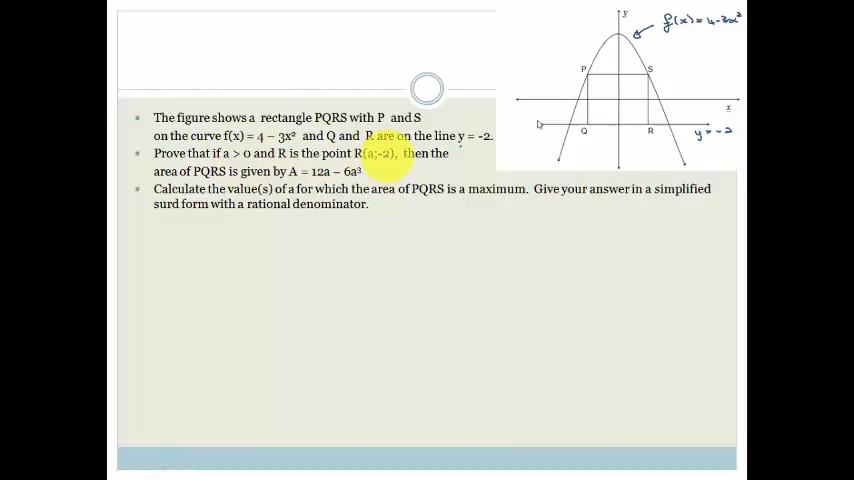 y
f(x) = 4-3x²
P
S
x
Q
R
y = -2
The figure shows a rectangle PQRS with P and S
on the curve f(x) = 4 – 3x² and Q and R are on the line y = -2.
Prove that if a > 0 and R is the point R(a;-2), then the
area of PQRS is given by A = 12a – 6a³
Calculate the value(s) of a for which the area of PQRS is a maximum. Give your answer in a simplified
surd form with a rational denominator.